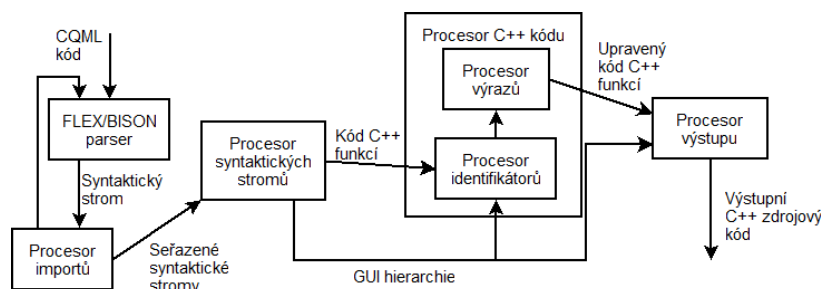 CQML
kód
FLEX/BISON
parser
Syntaktický
strom
Procesor
importů
Seřazené
syntaktické
stromy
Procesor
syntaktických
stromů
Kód C++
funkcí
GUI hierarchie
Procesor C++ kódu
Procesor
výrazů
Procesor
identifikátorů
Upravený
kód C++
funkcí
Procesor
výstupu
Výstupní
C++ zdrojový
kód